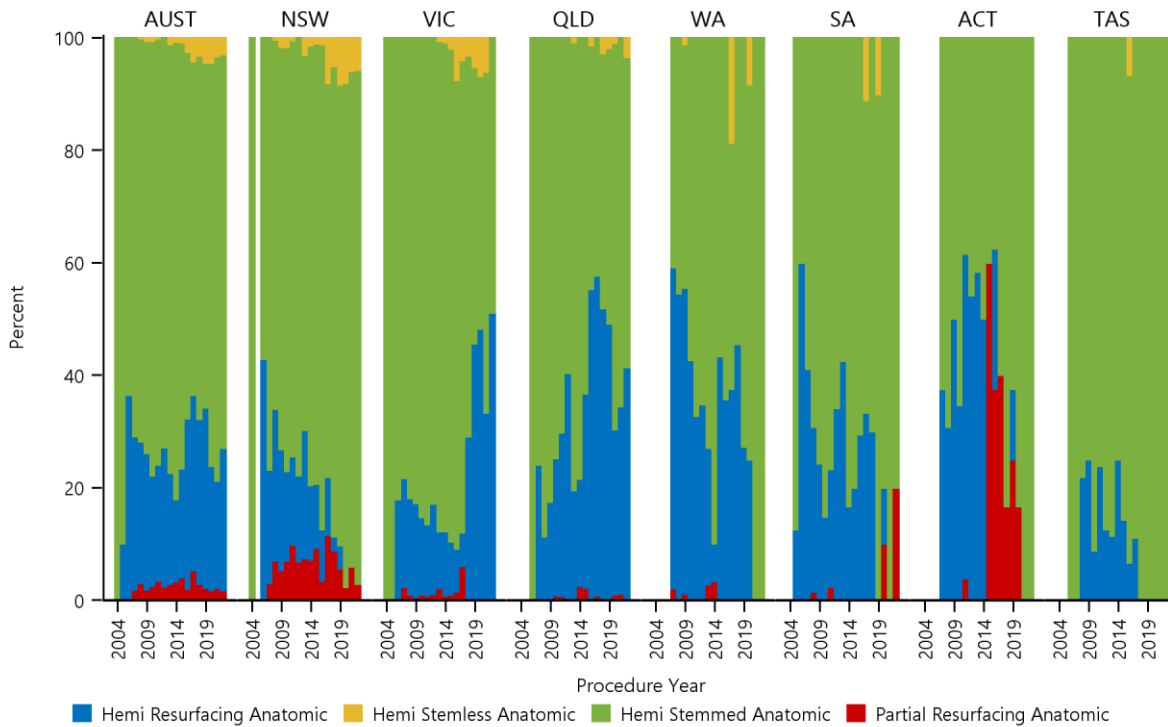 AUST NSW VIC QLD WA SA ACT TAS
100
80
60
40
20
0
Percent
2004 2009 2014 2019 2004 2009 2014 2019 2004 2009 2014 2019 2004 2009 2014 2019 2004 2009 2014 2019 2004 2009 2014 2019 2004 2009 2014 2019 2004 2009 2014 2019
Procedure Year
Hemi Resurfacing Anatomic Hemi Stemless Anatomic Hemi Stemmed Anatomic Partial Resurfacing Anatomic